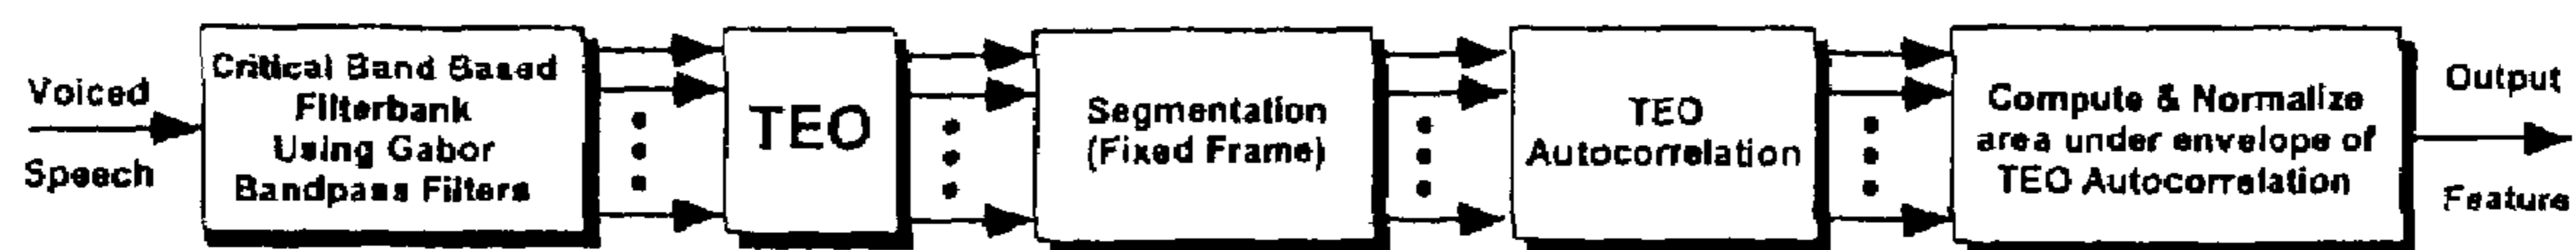 Voiced
Speech
Critical Band Based
Filterbank
Using Gabor
Bandpass Filters
TEO
Segmentation
(Fixed Frame)
TEO
Autocorrelation
Compute & Normalize
area under envelope of
TEO Autocorrelation
Output
Feature